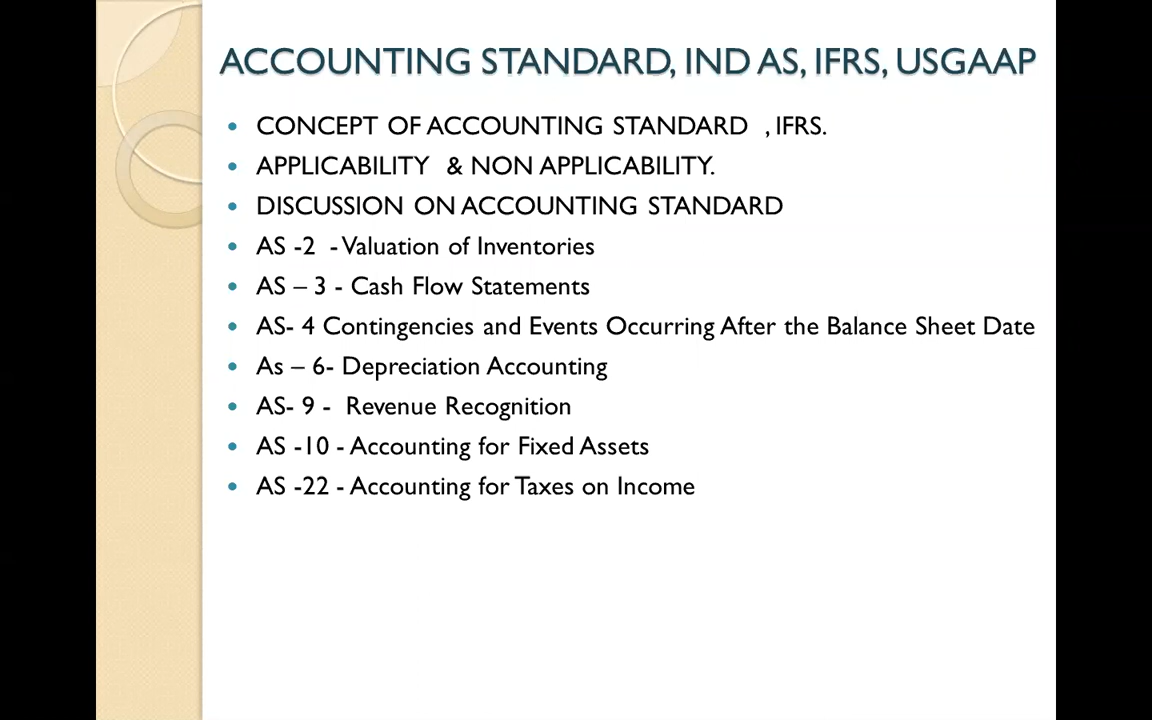 ACCOUNTING STANDARD, IND AS, IFRS, USGAAP
• CONCEPT OF ACCOUNTING STANDARD , IFRS.
• APPLICABILITY & NON APPLICABILITY.
• DISCUSSION ON ACCOUNTING STANDARD
• AS -2 - Valuation of Inventories
• AS – 3 - Cash Flow Statements
• AS- 4 Contingencies and Events Occurring After the Balance Sheet Date
• As – 6- Depreciation Accounting
• AS- 9 - Revenue Recognition
• AS -10 - Accounting for Fixed Assets
• AS -22 - Accounting for Taxes on Income